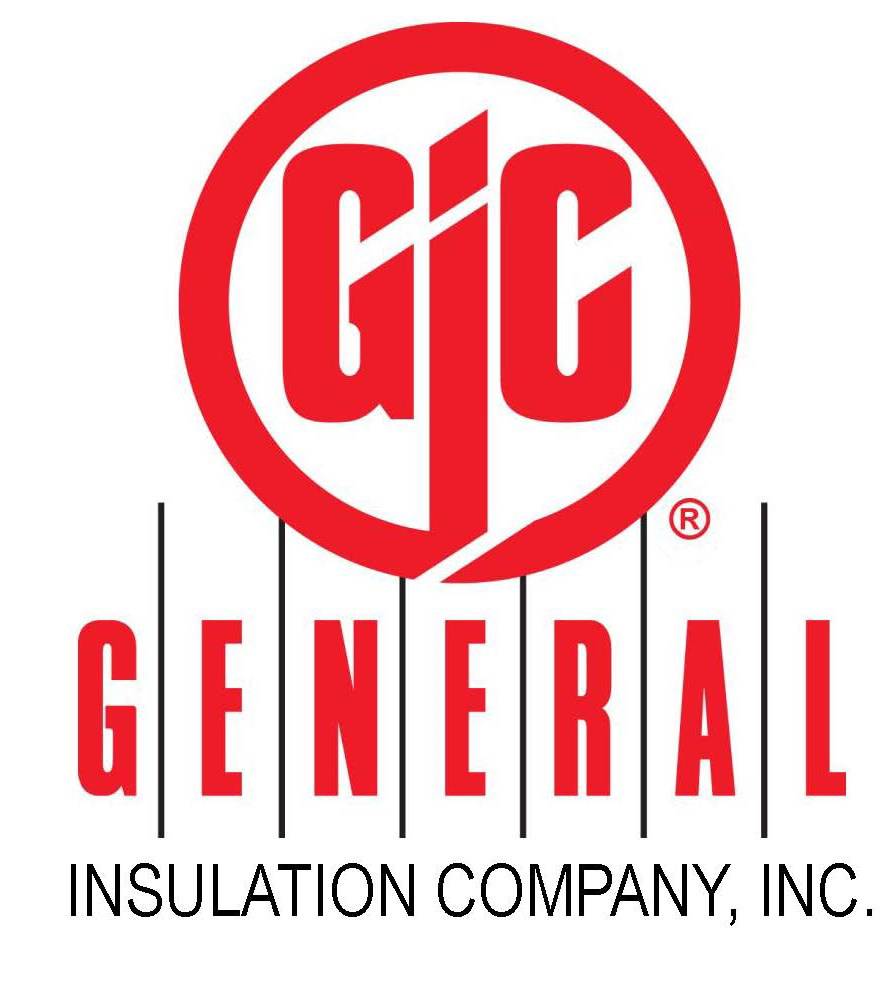 GiC
®
GENERAL
INSULATION COMPANY, INC.